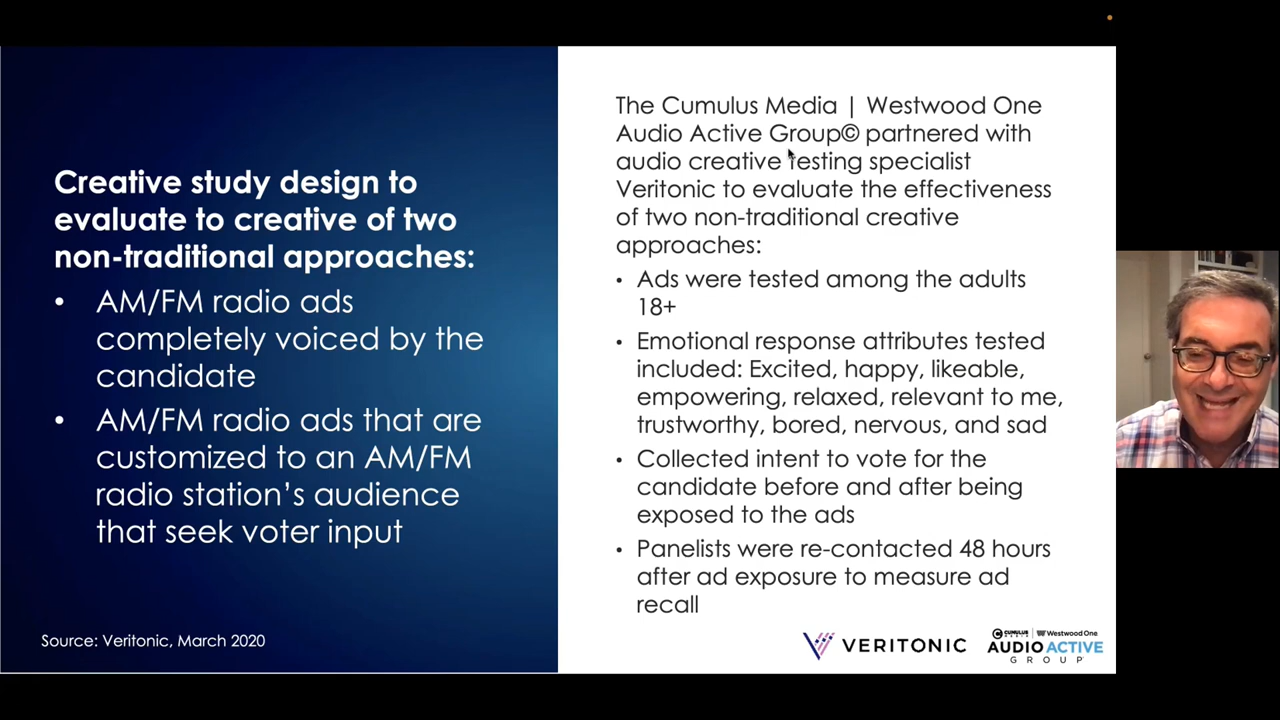 Creative study design to
evaluate to creative of two
non-traditional approaches:
• AM/FM radio ads
completely voiced by the
candidate
• AM/FM radio ads that are
customized to an AM/FM
radio station's audience
that seek voter input
Source: Veritonic, March 2020
The Cumulus Media | Westwood One
Audio Active Group© partnered with
audio creative testing specialist
Veritonic to evaluate the effectiveness
of two non-traditional creative
approaches:
• Ads were tested among the adults
18+
• Emotional response attributes tested
included: Excited, happy, likeable,
empowering, relaxed, relevant to me,
trustworthy, bored, nervous, and sad
• Collected intent to vote for the
candidate before and after being
exposed to the ads
• Panelists were re-contacted 48 hours
after ad exposure to measure ad
recall
VERITONIC
CUMULUS MEDIA | Westwood One
AUDIO ACTIVE
GROUP